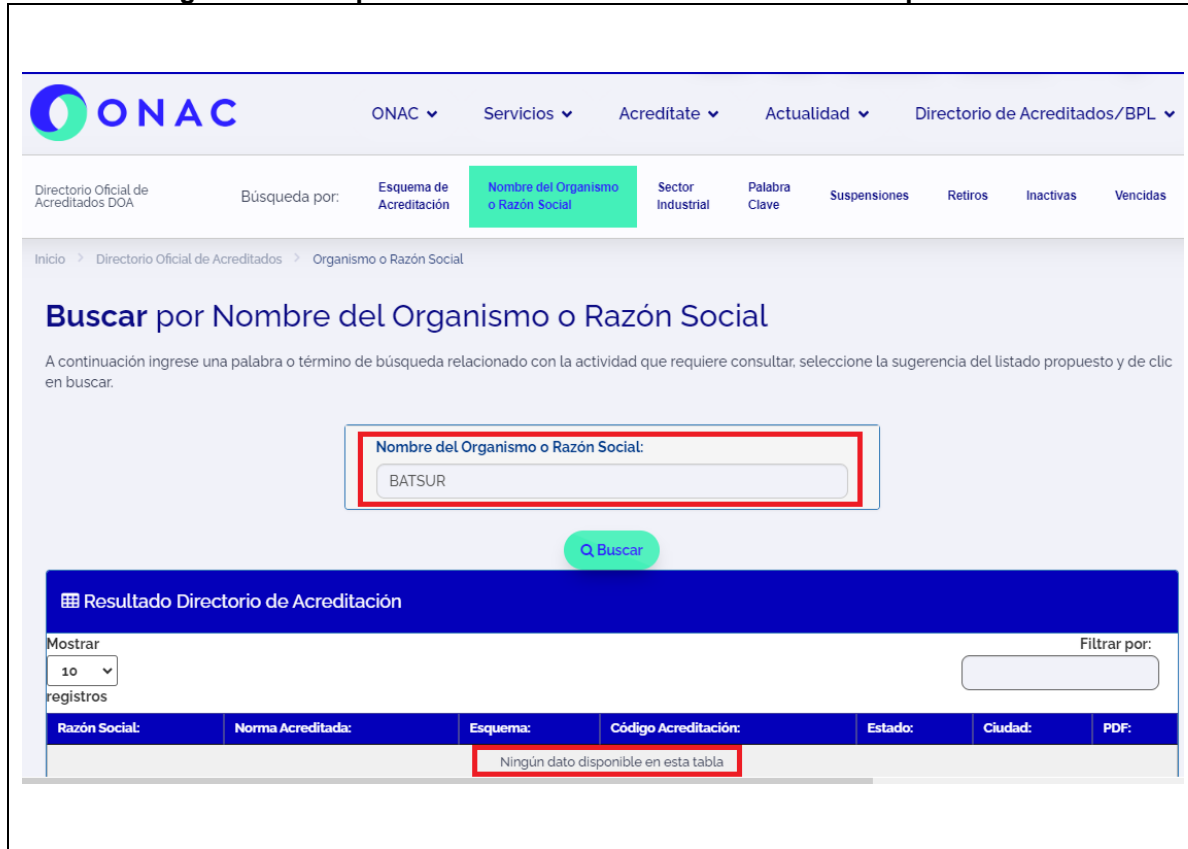 ONAC
ONAC Servicios Acredítate Actualidad Directorio de Acreditados/BPL
Directorio Oficial de
Acreditados DOA
Búsqueda por:
Esquema de
Acreditación
Nombre del Organismo
o Razón Social
Sector
Industrial
Palabra
Clave
Suspensiones
Retiros
Inactivas
Vencidas
Inicio > Directorio Oficial de Acreditados > Organismo o Razón Social
Buscar por Nombre del Organismo o Razón Social
A continuación ingrese una palabra o término de búsqueda relacionado con la actividad que requiere consultar, seleccione la sugerencia del listado propuesto y de clic
en buscar.
Nombre del Organismo o Razón Social:
BATSUR
Buscar
Resultado Directorio de Acreditación
Mostrar
10
registros
Filtrar por:
Razón Social: Norma Acreditada: Esquema: Código Acreditación: Estado: Ciudad: PDF:
Ningún dato disponible en esta tabla